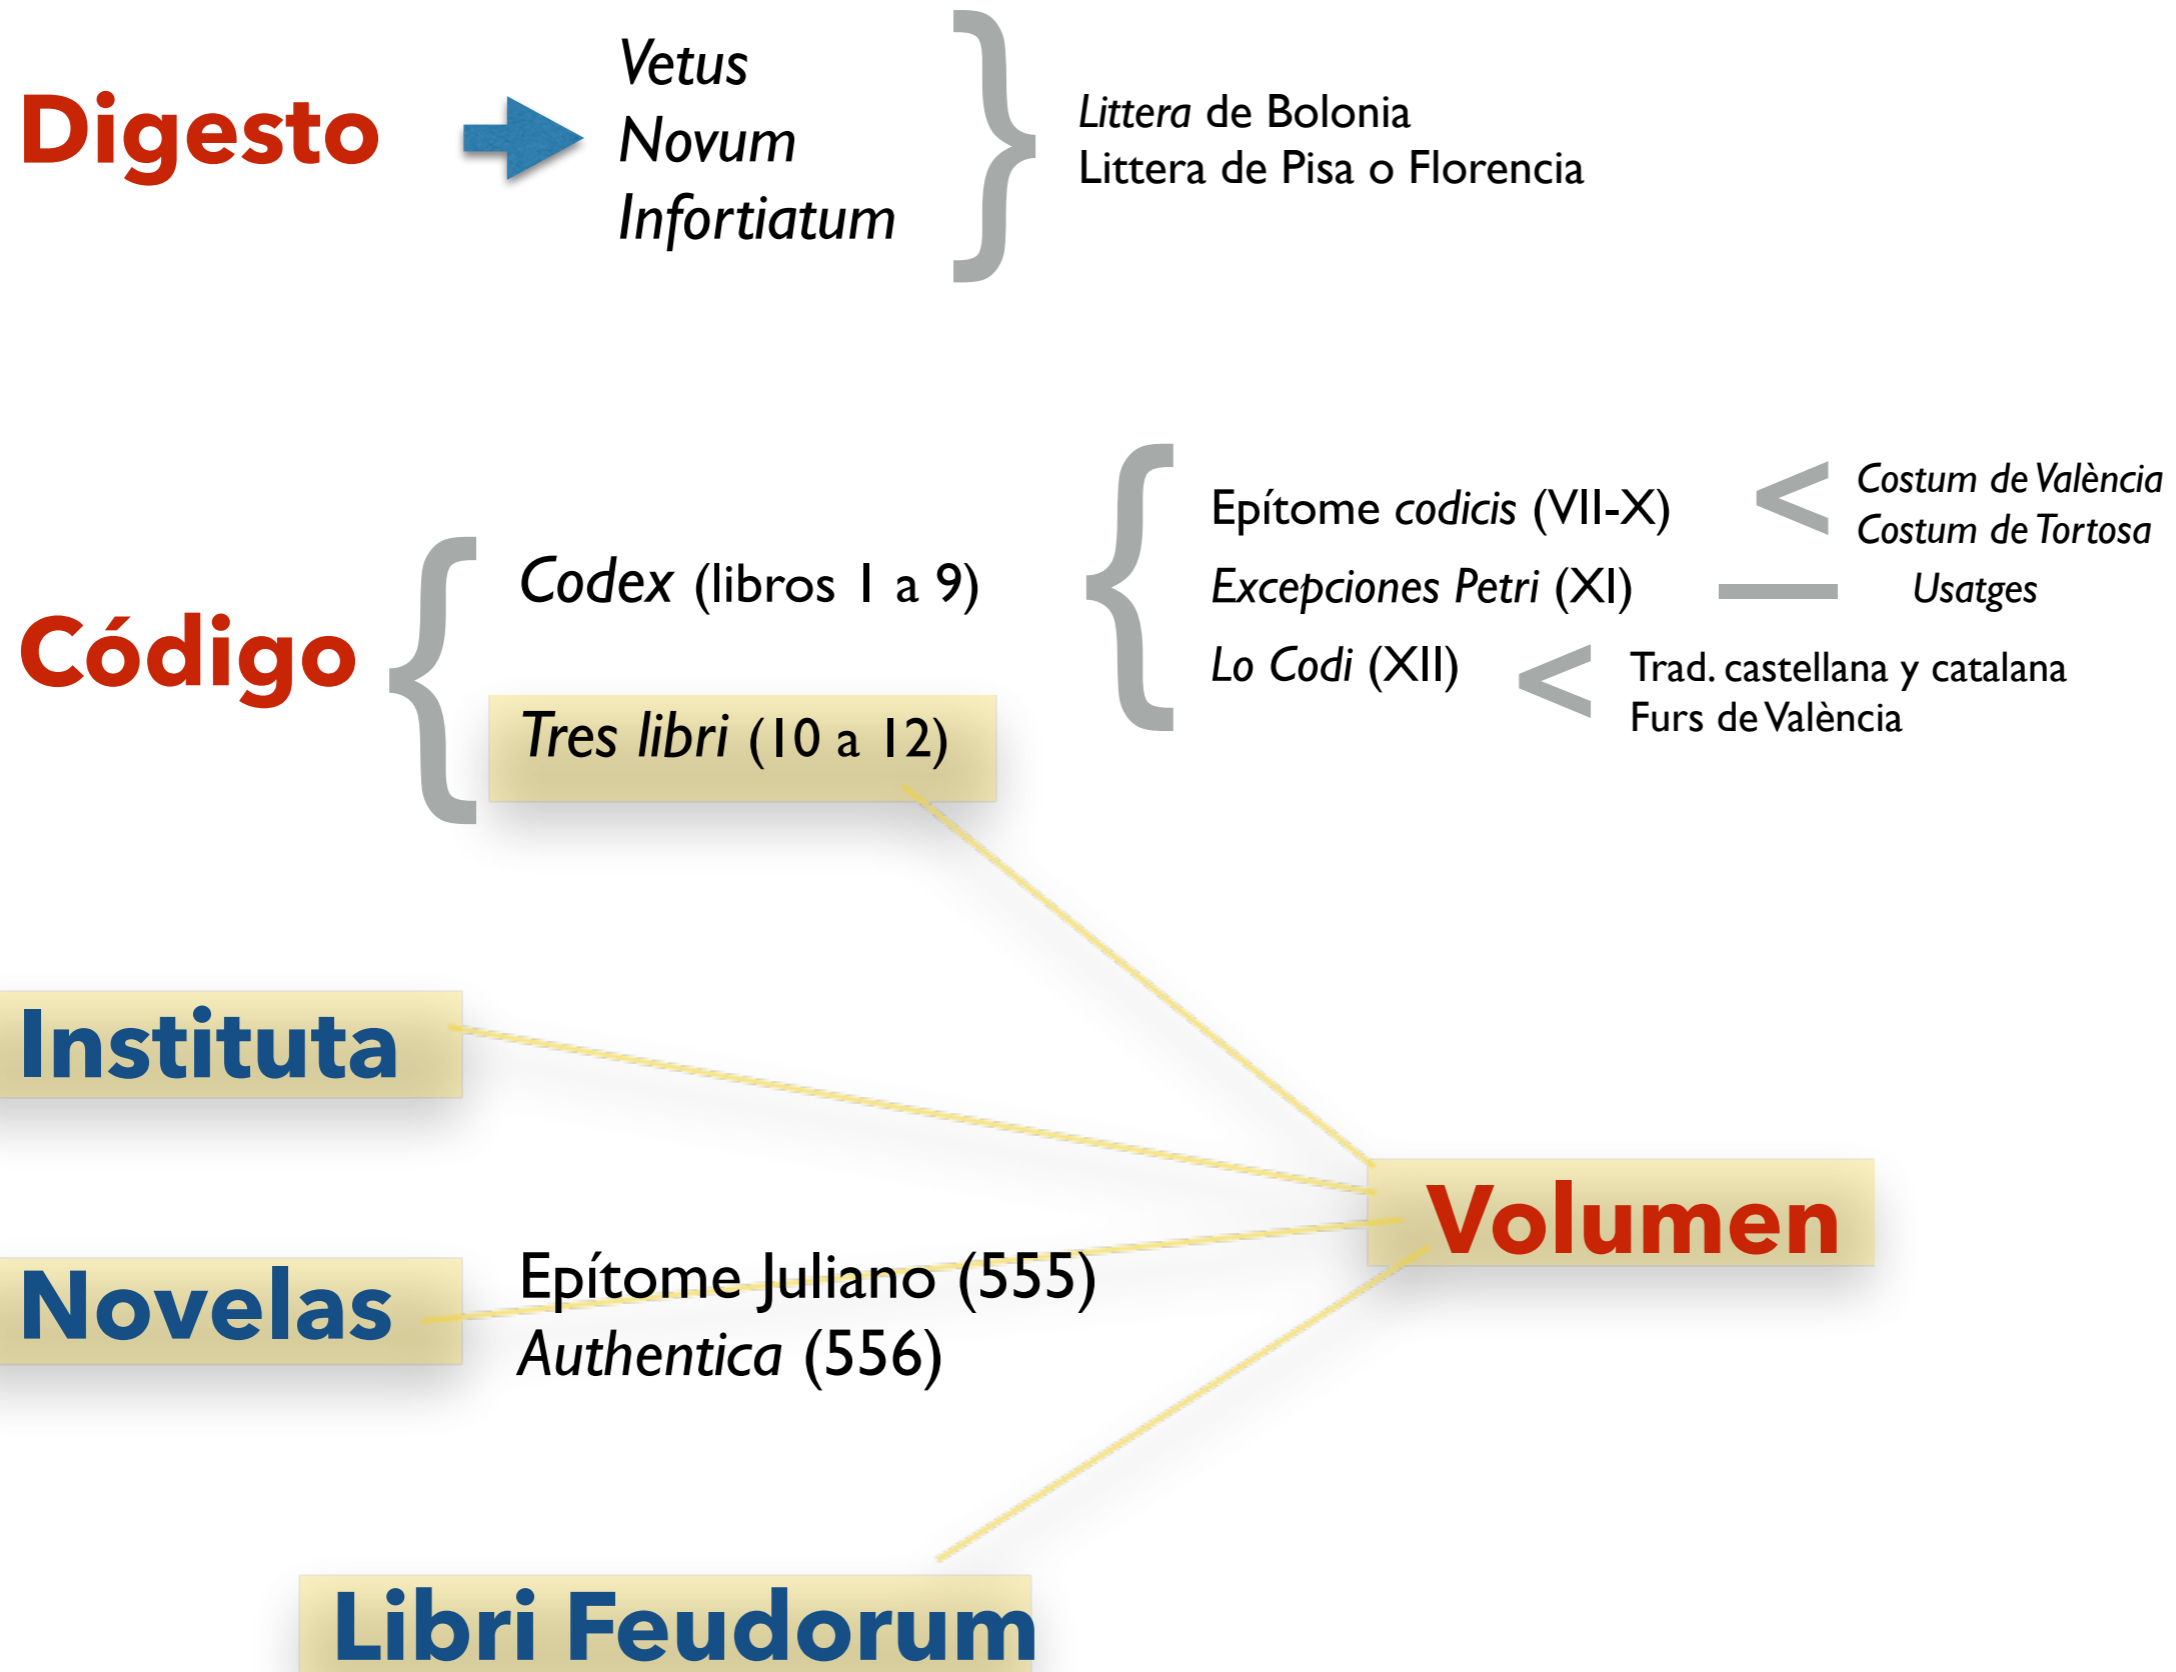 Digesto
Vetus
Novum
Infortiatum
Littera de Bolonia
Littera de Pisa o Florencia
Código
Codex (libros 1 a 9)
Tres libri (10 a 12)
Epítome codicis (VII-X)
Costum de València
Costum de Tortosa
Excepciones Petri (XI)
Usatges
Lo Codi (XII)
Trad. castellana y catalana
Furs de València
Instituta
Novelas
Epítome Juliano (555)
Authentica (556)
Volumen
Libri Feudorum